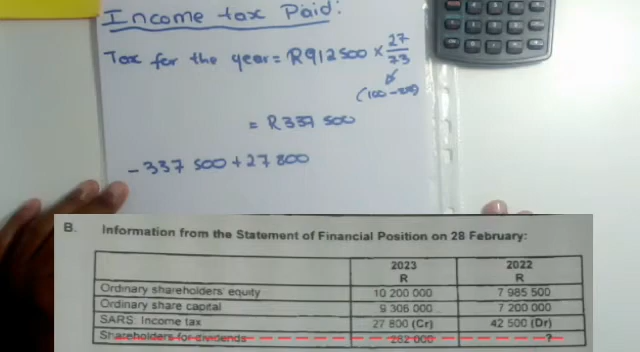 Income tax Paid:
Tax for the year = R912 500 × 27/73
= R337 500
- 337 500 + 27 800
B. Information from the Statement of Financial Position on 28 February:
2023 2022
R R
Ordinary shareholders' equity 10 200 000 7 985 500
Ordinary share capital 9 306 000 7 200 000
SARS: Income tax 27 800 (Cr) 42 500 (Dr)
Shareholders for dividends 262 000 ?